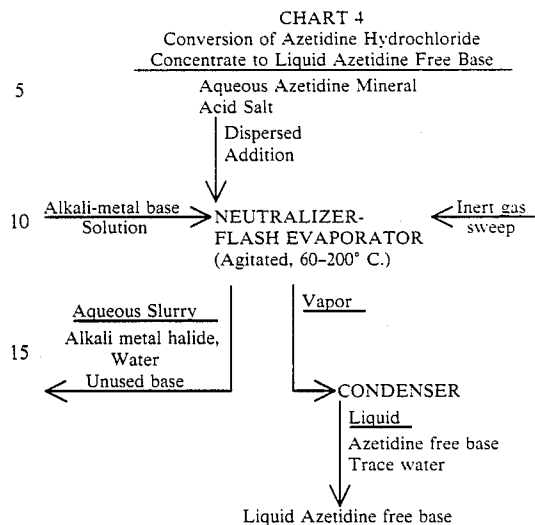 CHART 4
Conversion of Azetidine Hydrochloride
Concentrate to Liquid Azetidine Free Base
5
Aqueous Azetidine Mineral
Acid Salt
Dispersed
Addition
Alkali-metal base
Solution
10
NEUTRALIZER-
FLASH EVAPORATOR
(Agitated, 60-200° C.)
Inert gas
sweep
Aqueous Slurry
Alkali metal halide,
15
Water
Unused base
Vapor
CONDENSER
Liquid
Azetidine free base
Trace water
Liquid Azetidine free base